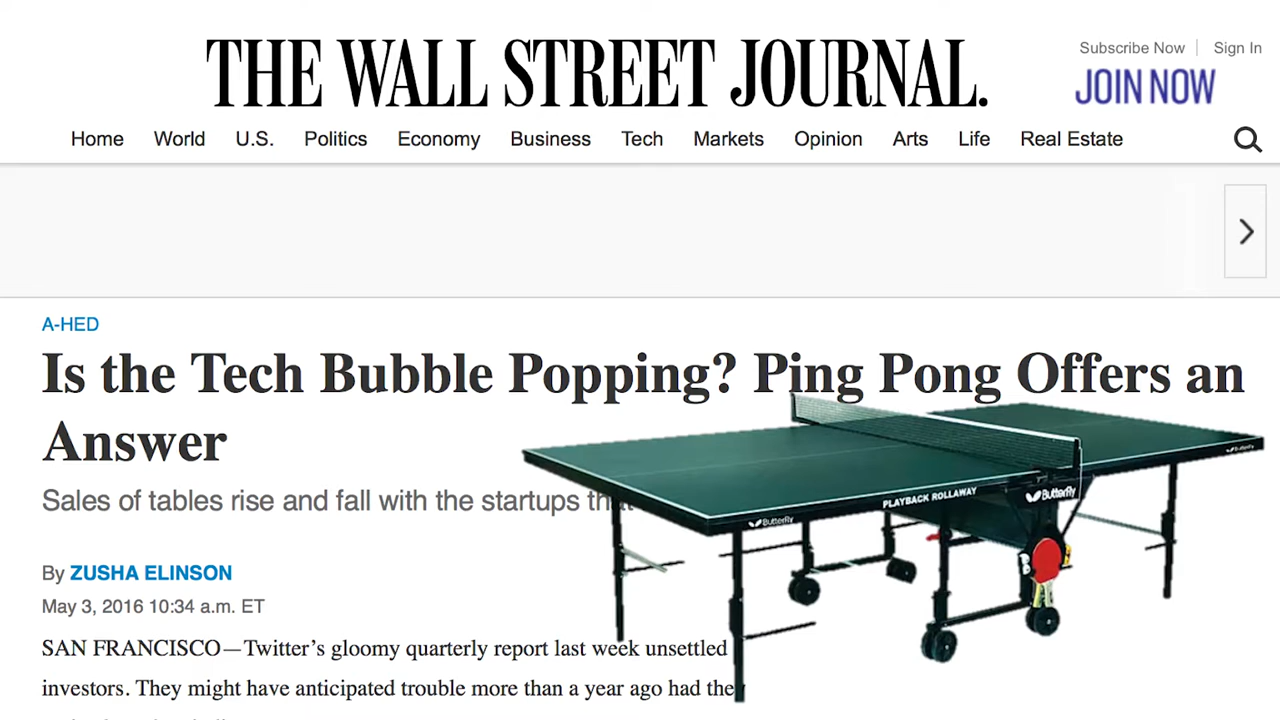 THE WALL STREET JOURNAL.
Subscribe Now | Sign In
JOIN NOW
Home World U.S. Politics Economy Business Tech Markets Opinion Arts Life Real Estate
A-HED
Is the Tech Bubble Popping? Ping Pong Offers an
Answer
Sales of tables rise and fall with the startups
PLAYBACK ROLLAWAY
Butterfly
Butterfly
Butterfly
By ZUSHA ELINSON
May 3, 2016 10:34 a.m. ET
SAN FRANCISCO—Twitter’s gloomy quarterly report last week unsettled
investors. They might have anticipated trouble more than a year ago had the